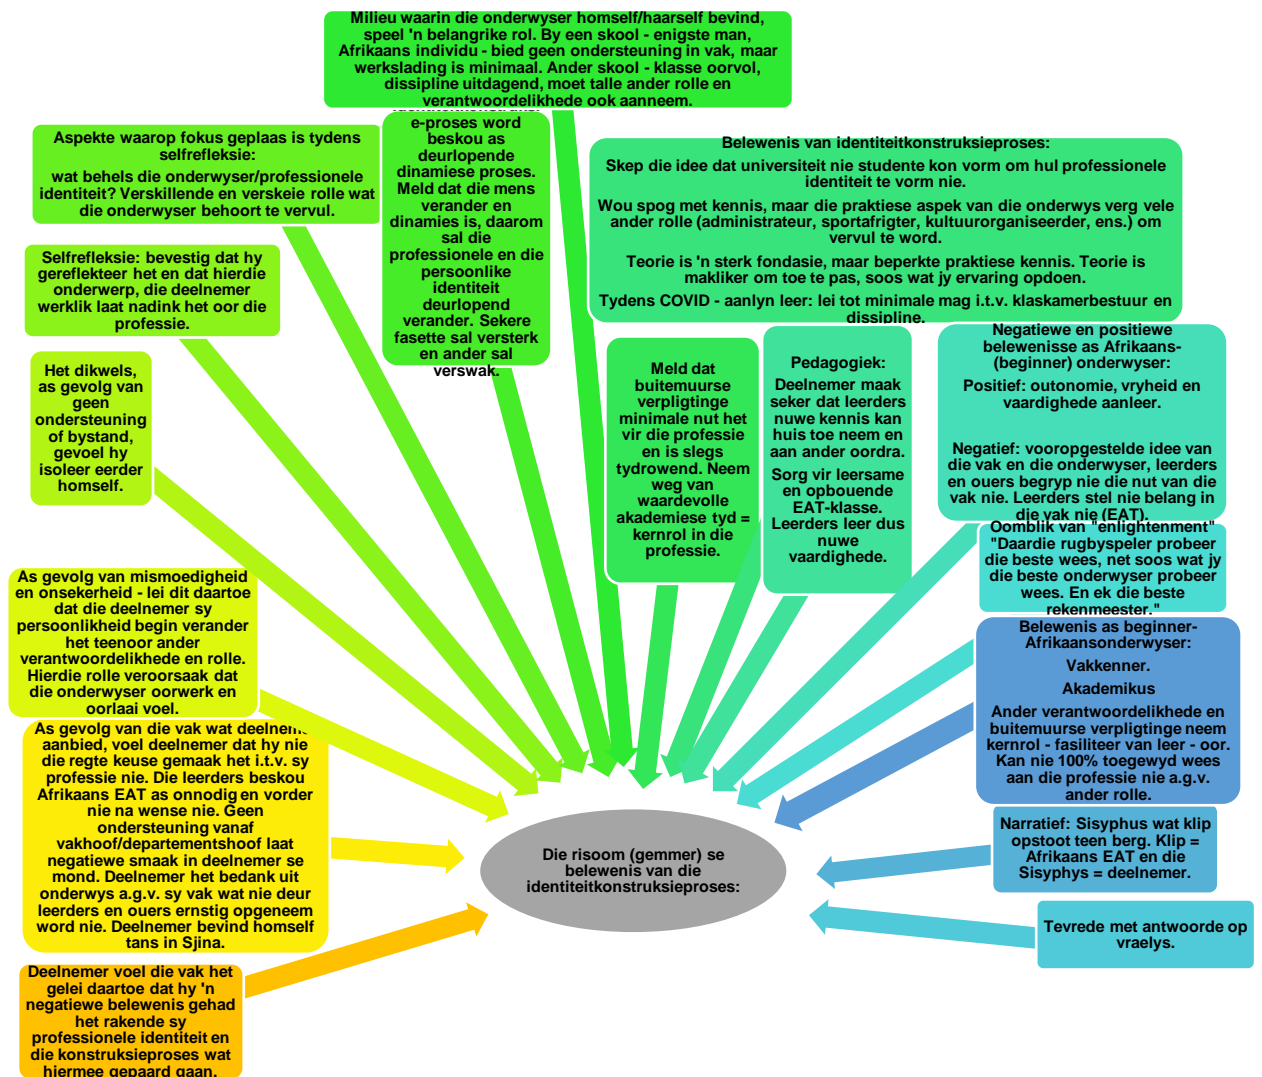 Milieu waarin die onderwyser homself/haarself bevind,
speel 'n belangrike rol. By een skool - enigste man,
Afrikaans individu - bied geen ondersteuning in vak, maar
werkslading is minimaal. Ander skool - klasse oorvol,
dissipline uitdagend, moet talle ander rolle en
verantwoordelikhede ook aanneem.
e-proses word
beskou as
deurlopende
dinamiese proses.
Meld dat die mens
verander en
dinamies is, daarom
sal die
professionele en die
persoonlike
identiteit
deurlopend
verander. Sekere
fasette sal versterk
en ander sal
verswak.
Aspekte waarop fokus geplaas is tydens
selfrefleksie:
wat behels die onderwyser/professionele
identiteit? Verskillende en verskeie rolle wat
die onderwyser behoort te vervul.
Selfrefleksie: bevestig dat hy
gereflekteer het en dat hierdie
onderwerp, die deelnemer
werklik laat nadink het oor die
professie.
Het dikwels,
as gevolg van
geen
ondersteuning
of bystand,
gevoel hy
isoleer eerder
homself.
As gevolg van mismoedigheid
en onsekerheid - lei dit daartoe
dat die deelnemer sy
persoonlikheid begin verander
het teenoor ander
verantwoordelikhede en rolle.
Hierdie rolle veroorsaak dat
die onderwyser oorwerk en
oorlaai voel.
As gevolg van die vak wat deelnemer
aanbied, voel deelnemer dat hy nie
die regte keuse gemaak het i.t.v. sy
professie nie. Die leerders beskou
Afrikaans EAT as onnodig en vorder
nie na wense nie. Geen
ondersteuning vanaf
vakhoof/departementshoof laat
negatiewe smaak in deelnemer se
mond. Deelnemer het bedank uit
onderwys a.g.v. sy vak wat nie deur
leerders en ouers ernstig opgeneem
word nie. Deelnemer bevind homself
tans in Sjina.
Deelnemer voel die vak het
gelei daartoe dat hy 'n
negatiewe belewenis gehad
het rakende sy
professionele identiteit en
die konstruksieproses wat
hiermee gepaard gaan.
Belewenis van identiteitkonstruksieproses:
Skep die idee dat universiteit nie studente kon vorm om hul professionele
identiteit te vorm nie.
Wou spog met kennis, maar die praktiese aspek van die onderwys verg vele
ander rolle (administrateur, sportafrigter, kultuurorganiseerder, ens.) om
vervul te word.
Teorie is 'n sterk fondasie, maar beperkte praktiese kennis. Teorie is
makliker om toe te pas, soos wat jy ervaring opdoen.
Tydens COVID - aanlyn leer: lei tot minimale mag i.t.v. klaskamerbestuur en
dissipline.
Meld dat
buitemuurse
verpligtinge
minimale nut het
vir die professie
en is slegs
tydrowend. Neem
weg van
waardevolle
akademiese tyd =
kernrol in die
professie.
Pedagogiek:
Deelnemer maak
seker dat leerders
nuwe kennis kan
huis toe neem en
aan ander oordra.
Sorg vir leersame
en opbouende
EAT-klasse.
Leerders leer dus
nuwe
vaardighede.
Negatiewe en positiewe
belewenisse as Afrikaans-
(beginner) onderwyser:
Positief: outonomie, vryheid en
vaardighede aanleer.
Negatief: vooropgestelde idee van
die vak en die onderwyser, leerders
en ouers begryp nie die nut van die
vak nie. Leerders stel nie belang in
die vak nie (EAT).
Oomblik van "enlightenment"
"Daardie rugbyspeler probeer
die beste wees, net soos wat jy
die beste onderwyser probeer
wees. En ek die beste
rekenmeester."
Belewenis as beginner-
Afrikaansonderwyser:
Vakkenner.
Akademikus
Ander verantwoordelikheid en
buitemuurse verpligtinge neem
kernrol - fasiliteer van leer - oor.
Kan nie 100% toegewyd wees
aan die professie nie a.g.v.
ander rolle.
Narratief: Sisyphus wat klip
opstoot teen berg. Klip =
Afrikaans EAT en die
Sisyphys = deelnemer.
Tevrede met antwoorde op
vraelys.
Die risoom (gemmer) se
belewenis van die
identiteitkonstruksieproses: